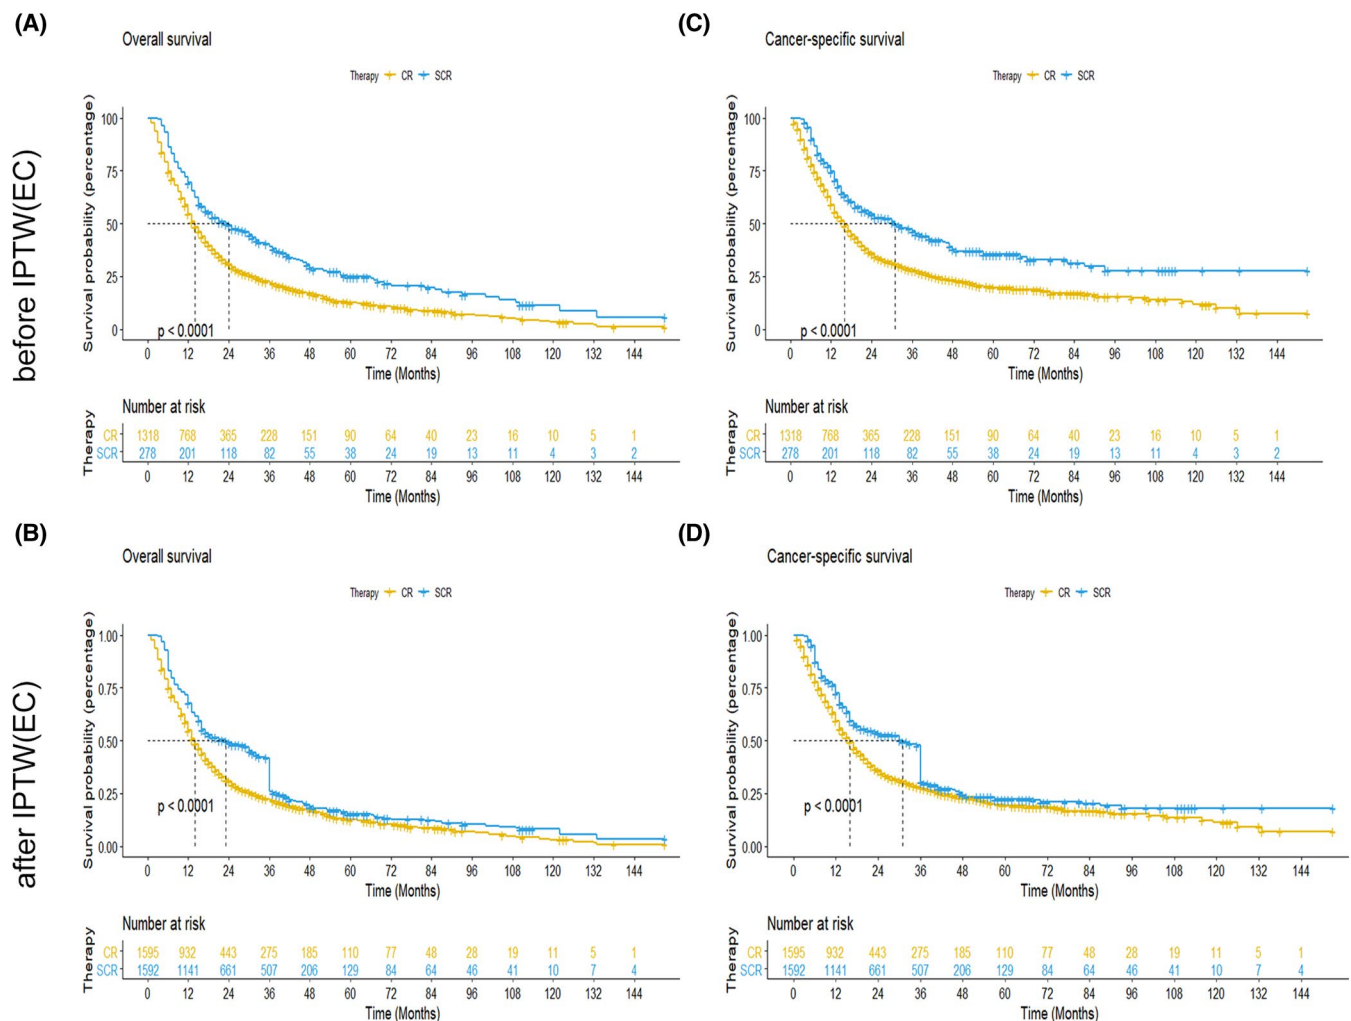 (A)
Overall survival
Therapy CR SCR
before IPTW(EC)
Survival probability (percentage)
100
75
50
25
0
p < 0.0001
0 12 24 36 48 60 72 84 96 108 120 132 144
Time (Months)
Number at risk
Therapy
CR 1318 768 365 228 151 90 64 40 23 16 10 5 1
SCR 278 201 118 82 55 38 24 19 13 11 4 3 2
0 12 24 36 48 60 72 84 96 108 120 132 144
Time (Months)
(C)
Cancer-specific survival
Therapy CR SCR
Survival probability (percentage)
100
75
50
25
0
p < 0.0001
0 12 24 36 48 60 72 84 96 108 120 132 144
Time (Months)
Number at risk
Therapy
CR 1318 768 365 228 151 90 64 40 23 16 10 5 1
SCR 278 201 118 82 55 38 24 19 13 11 4 3 2
0 12 24 36 48 60 72 84 96 108 120 132 144
Time (Months)
(B)
Overall survival
Therapy CR SCR
after IPTW(EC)
Survival probability (percentage)
1.00
0.75
0.50
0.25
0.00
p < 0.0001
0 12 24 36 48 60 72 84 96 108 120 132 144
Time (Months)
Number at risk
Therapy
CR 1595 932 443 275 185 110 77 48 28 19 11 5 1
SCR 1592 1141 661 507 206 129 84 64 46 41 10 7 4
0 12 24 36 48 60 72 84 96 108 120 132 144
Time (Months)
(D)
Cancer-specific survival
Therapy CR SCR
Survival probability (percentage)
1.00
0.75
0.50
0.25
0.00
p < 0.0001
0 12 24 36 48 60 72 84 96 108 120 132 144
Time (Months)
Number at risk
Therapy
CR 1595 932 443 275 185 110 77 48 28 19 11 5 1
SCR 1592 1141 661 507 206 129 84 64 46 41 10 7 4
0 12 24 36 48 60 72 84 96 108 120 132 144
Time (Months)